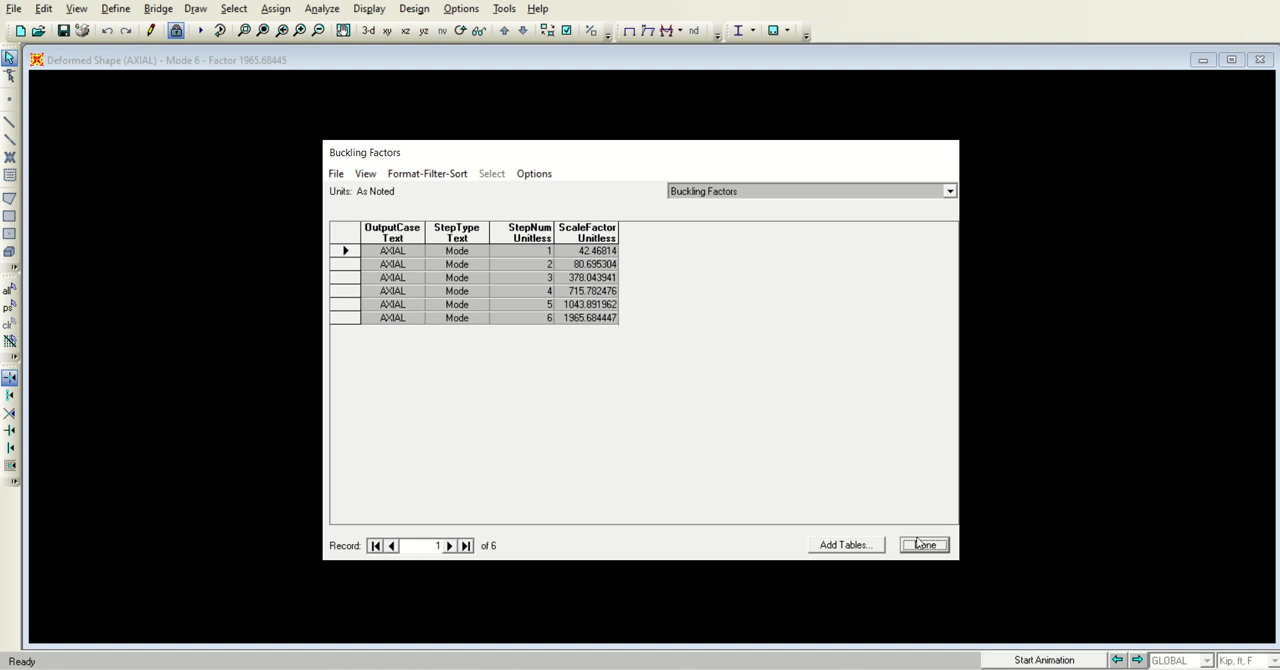 File Edit View Define Bridge Draw Select Assign Analyze Display Design Options Tools Help
3-d xy xz yz nv nd
Deformed Shape (AXIAL) - Mode 6 - Factor 1965.68445
Buckling Factors
File View Format-Filter-Sort Select Options
Units: As Noted
Buckling Factors
OutputCase StepType StepNum ScaleFactor
Text Text Unitless Unitless
AXIAL Mode 1 42.46814
AXIAL Mode 2 80.695304
AXIAL Mode 3 378.043941
AXIAL Mode 4 715.782476
AXIAL Mode 5 1043.891962
AXIAL Mode 6 1965.684447
all
ps
clr
Record: 1 of 6
Add Tables... Done
Ready Start Animation GLOBAL Kip, ft, F